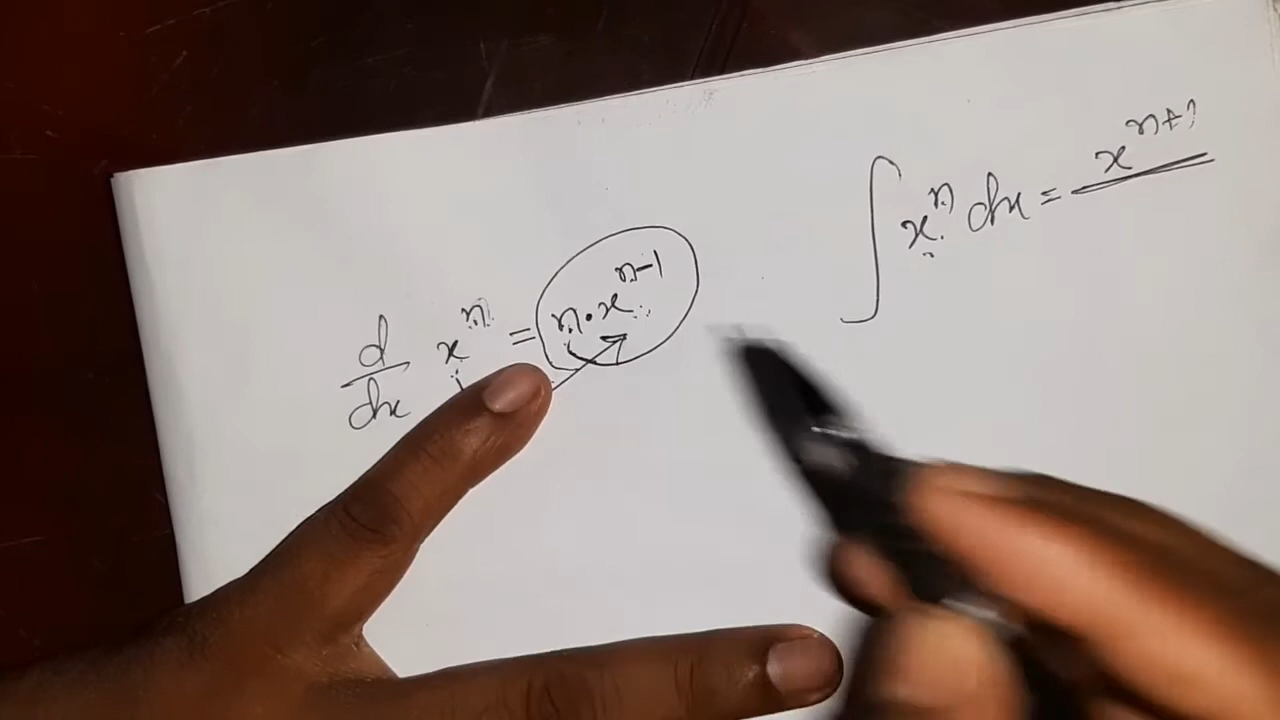 d/dx x^n = n·x^{n-1}
∫ x^n dx = x^{n+1}